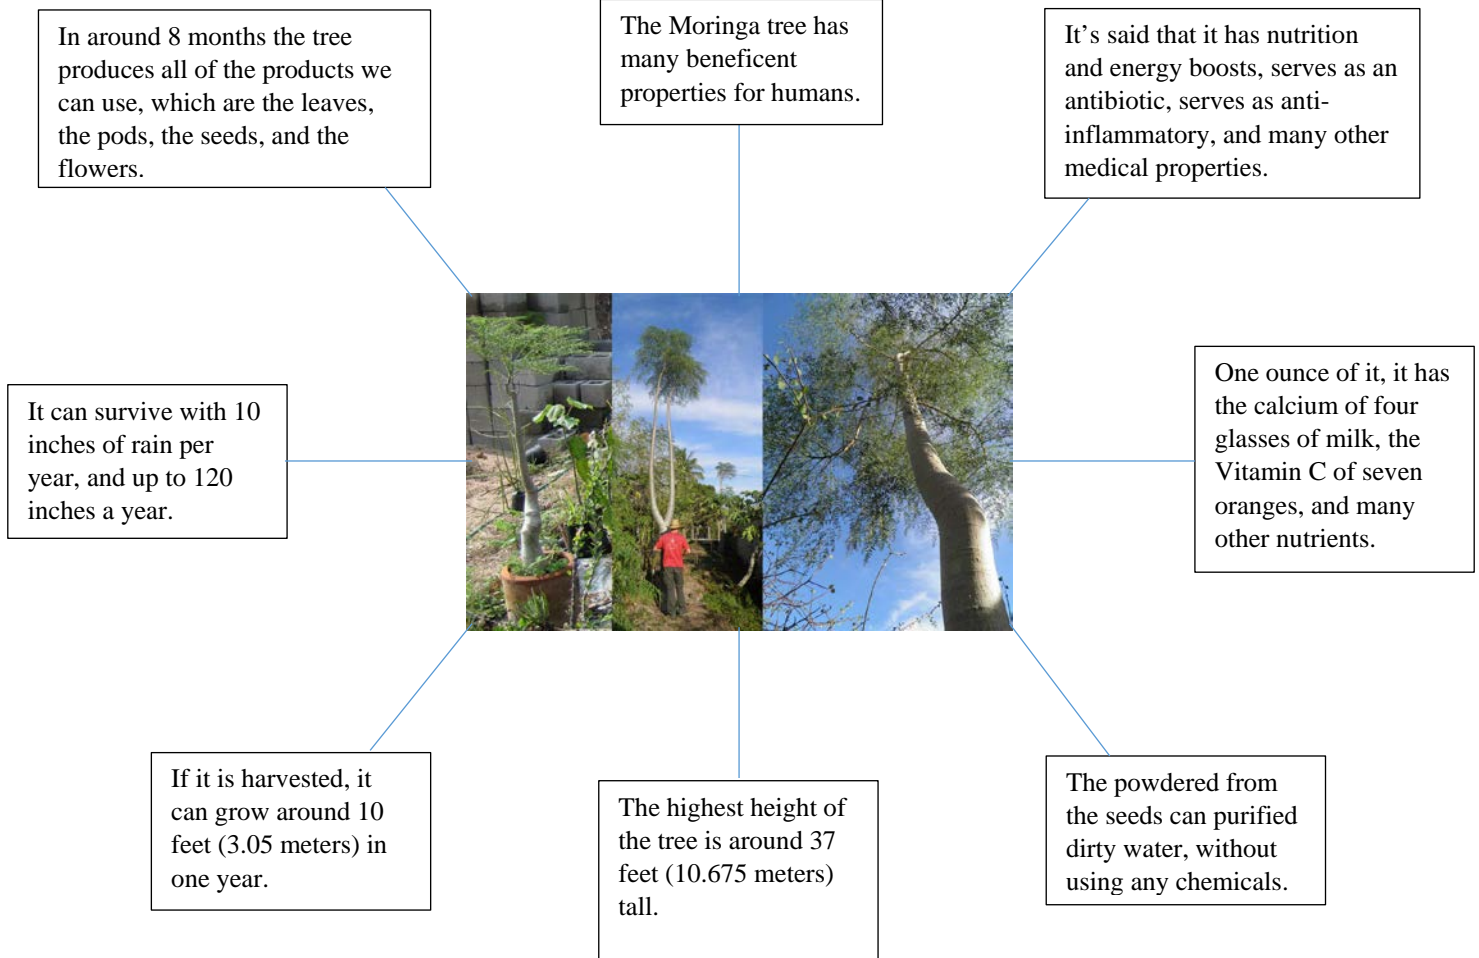 In around 8 months the tree
produces all of the products we
can use, which are the leaves,
the pods, the seeds, and the
flowers.
The Moringa tree has
many beneficent
properties for humans.
It’s said that it has nutrition
and energy boosts, serves as an
antibiotic, serves as anti-
inflammatory, and many other
medical properties.
It can survive with 10
inches of rain per
year, and up to 120
inches a year.
One ounce of it, it has
the calcium of four
glasses of milk, the
Vitamin C of seven
oranges, and many
other nutrients.
If it is harvested, it
can grow around 10
feet (3.05 meters) in
one year.
The highest height of
the tree is around 37
feet (10.675 meters)
tall.
The powdered from
the seeds can purified
dirty water, without
using any chemicals.